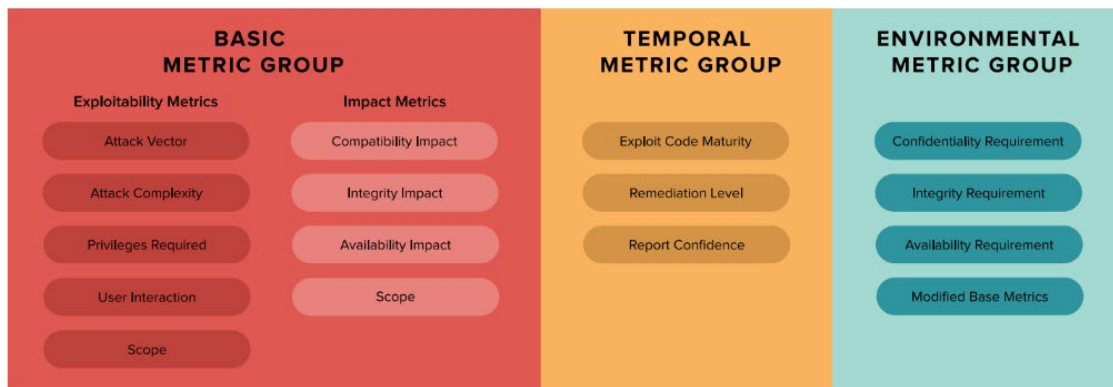 BASIC
METRIC GROUP
Exploitability Metrics
Attack Vector
Attack Complexity
Privileges Required
User Interaction
Scope
Impact Metrics
Compatibility Impact
Integrity Impact
Availability Impact
Scope
TEMPORAL
METRIC GROUP
Exploit Code Maturity
Remediation Level
Report Confidence
ENVIRONMENTAL
METRIC GROUP
Confidentiality Requirement
Integrity Requirement
Availability Requirement
Modified Base Metrics